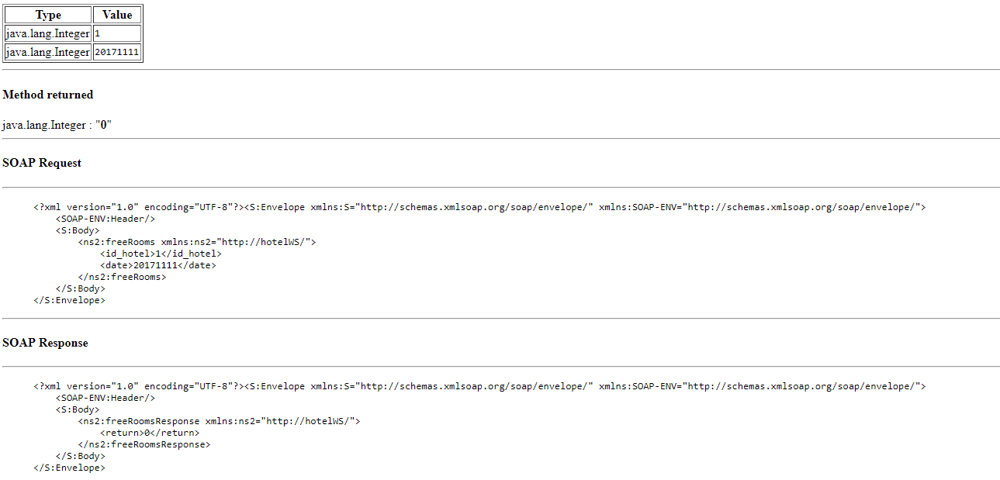 Type Value
java.lang.Integer 1
java.lang.Integer 20171111
Method returned
java.lang.Integer : "0"
SOAP Request
<?xml version="1.0" encoding="UTF-8"?><S:Envelope xmlns:S="http://schemas.xmlsoap.org/soap/envelope/" xmlns:SOAP-ENV="http://schemas.xmlsoap.org/soap/envelope/">
    <SOAP-ENV:Header/>
    <S:Body>
        <ns2:freeRooms xmlns:ns2="http://hotelWS/">
            <id_hotel>1</id_hotel>
            <date>20171111</date>
        </ns2:freeRooms>
    </S:Body>
</S:Envelope>
SOAP Response
<?xml version="1.0" encoding="UTF-8"?><S:Envelope xmlns:S="http://schemas.xmlsoap.org/soap/envelope/" xmlns:SOAP-ENV="http://schemas.xmlsoap.org/soap/envelope/">
    <SOAP-ENV:Header/>
    <S:Body>
        <ns2:freeRoomsResponse xmlns:ns2="http://hotelWS/">
            <return>0</return>
        </ns2:freeRoomsResponse>
    </S:Body>
</S:Envelope>